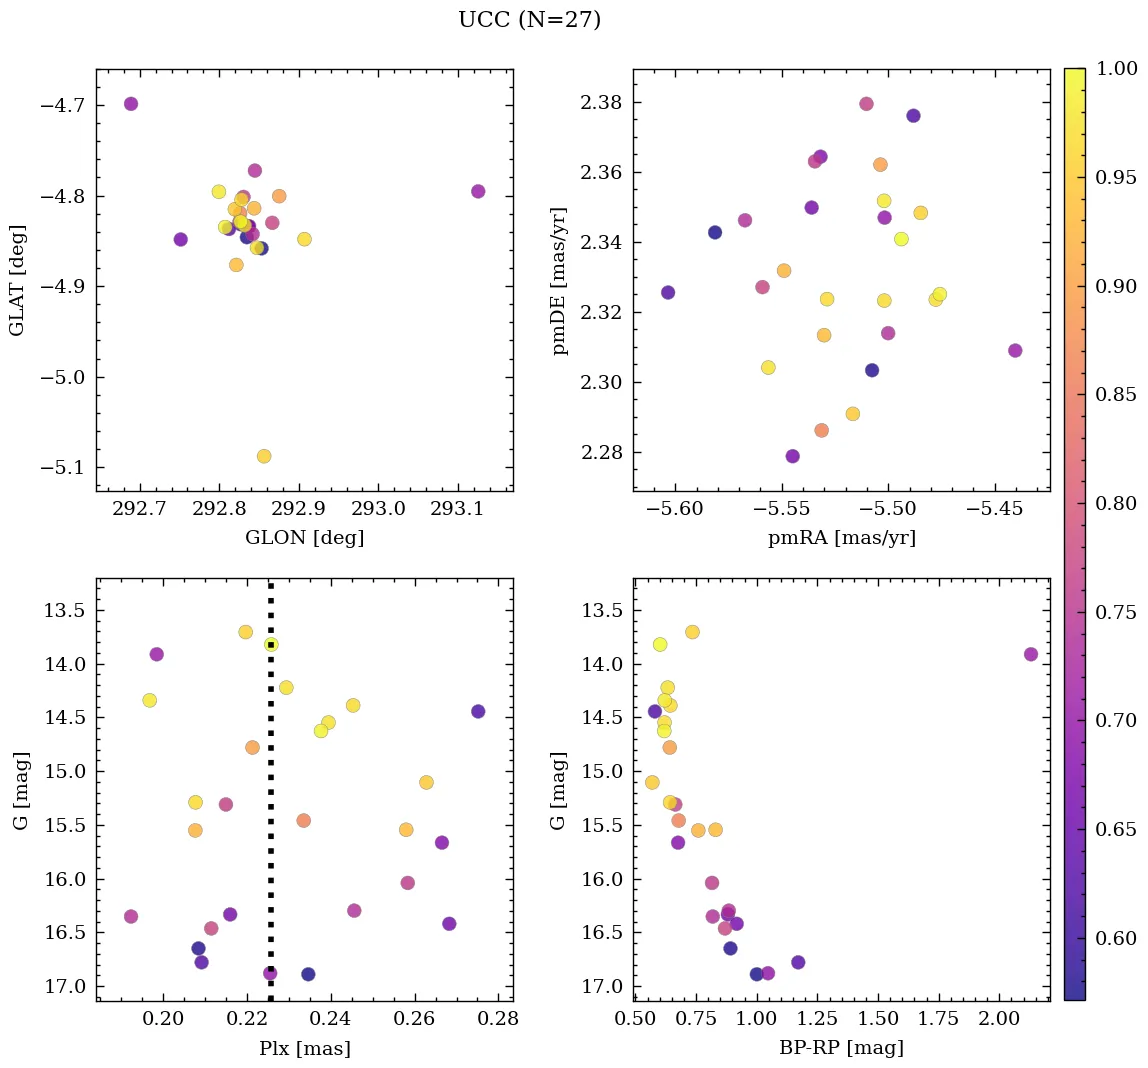 UCC (N=27)
−4.7
−4.8
−4.9
−5.0
−5.1
GLAT [deg]
292.7 292.8 292.9 293.0 293.1
GLON [deg]
2.38
2.36
2.34
2.32
2.30
2.28
pmDE [mas/yr]
−5.60 −5.55 −5.50 −5.45
pmRA [mas/yr]
13.5
14.0
14.5
15.0
15.5
16.0
16.5
17.0
G [mag]
0.20 0.22 0.24 0.26 0.28
Plx [mas]
13.5
14.0
14.5
15.0
15.5
16.0
16.5
17.0
G [mag]
0.50 0.75 1.00 1.25 1.50 1.75 2.00
BP-RP [mag]
1.00
0.95
0.90
0.85
0.80
0.75
0.70
0.65
0.60